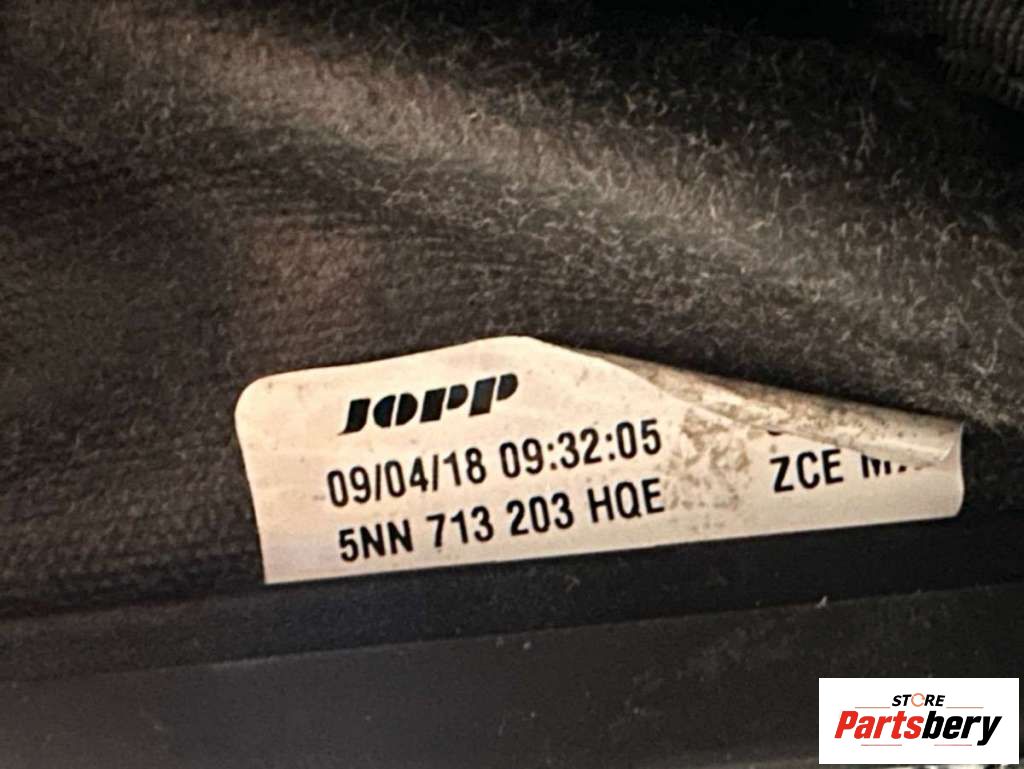 JOPP
09/04/18 09:32:05
5NN 713 203 HQE
ZCE
STORE
Partsbery